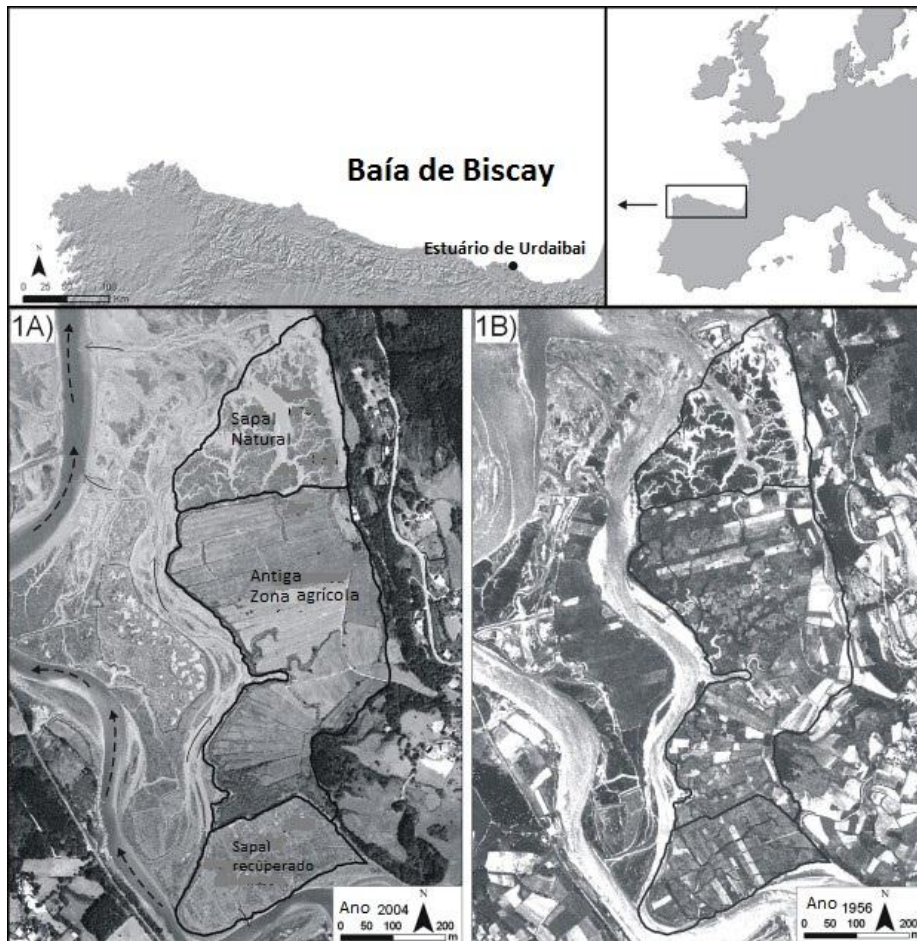 Baía de Biscay
Estuário de Urdaibai
N
0 25 50 100
Km
1A)
Sapal
Natural
Antiga
Zona agrícola
Sapal
recuperado
Ano 2004
N
0 50 100 200
m
1B)
Ano 1956
N
0 50 100 200
m